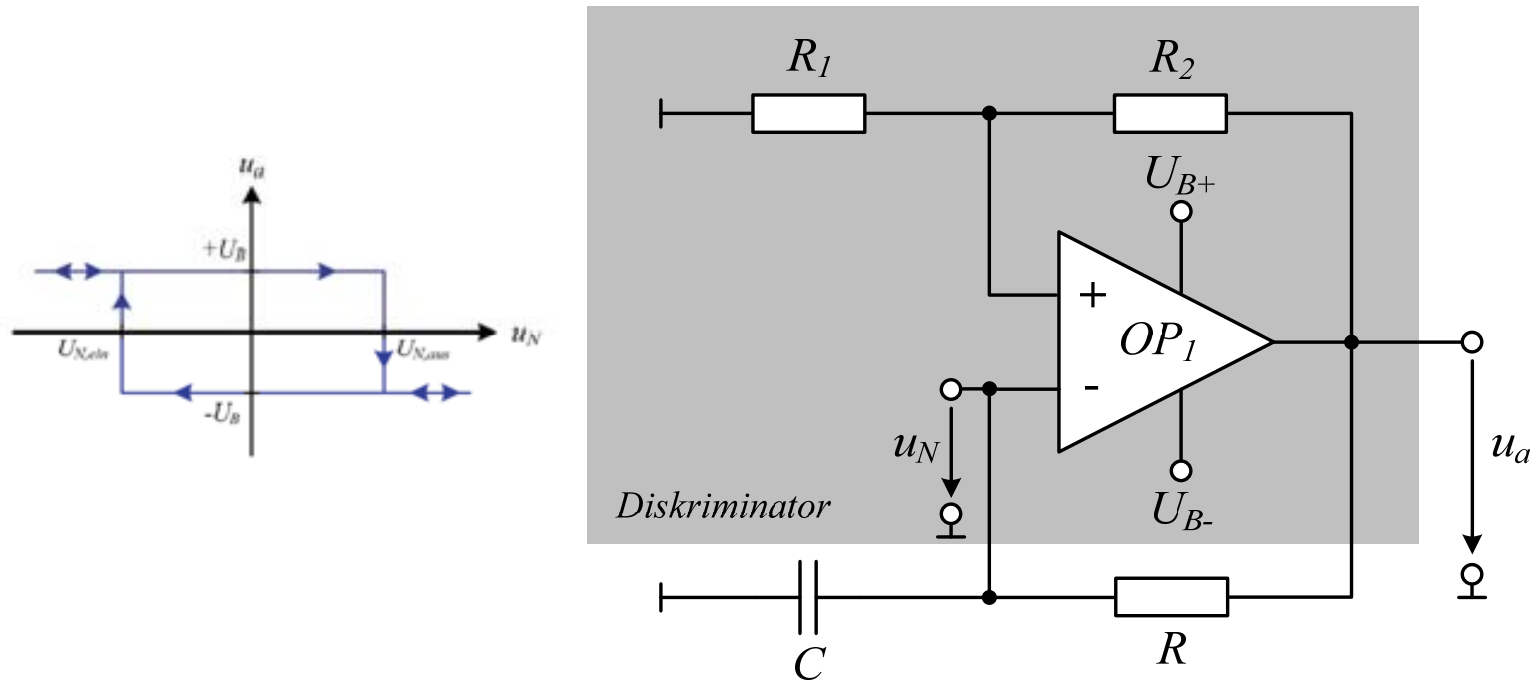 u_a
+U_B
u_N
U_N,ein
U_N,aus
-U_B
R_1
R_2
U_B+
+
OP_1
-
u_N
u_a
Diskriminator
U_B-
C
R